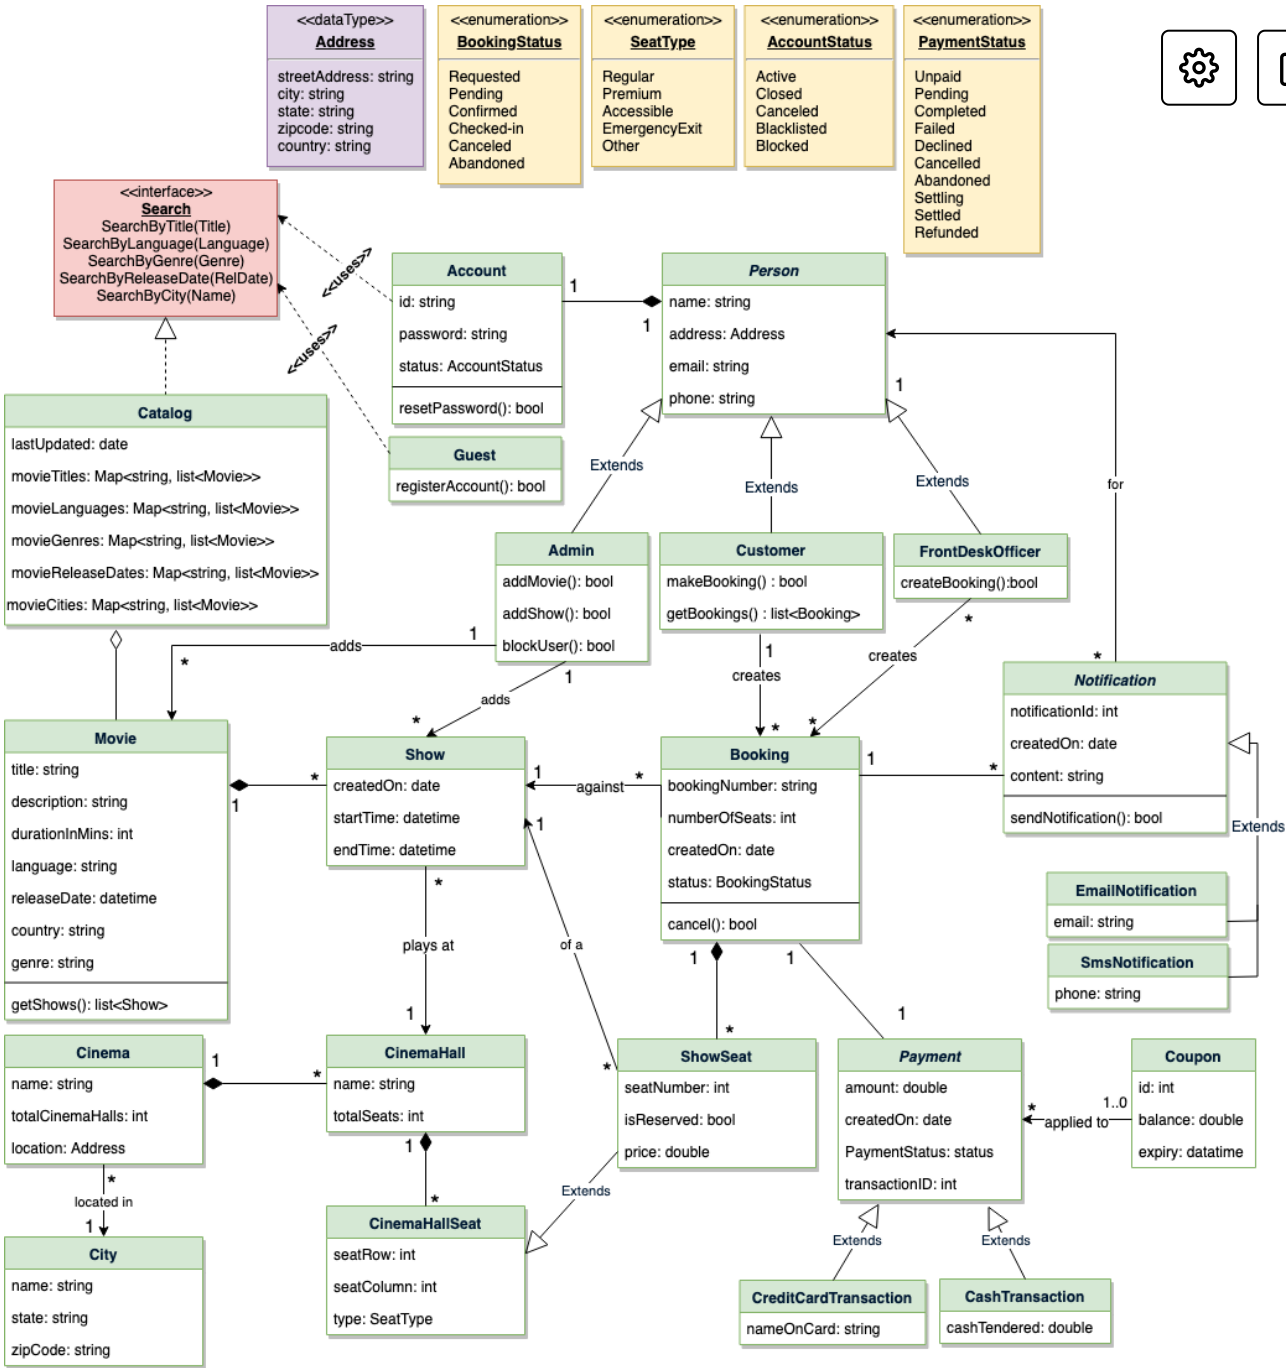 <<dataType>>
Address
streetAddress: string
city: string
state: string
zipcode: string
country: string
<<enumeration>>
BookingStatus
Requested
Pending
Confirmed
Checked-in
Canceled
Abandoned
<<enumeration>>
SeatType
Regular
Premium
Accessible
EmergencyExit
Other
<<enumeration>>
AccountStatus
Active
Closed
Canceled
Blacklisted
Blocked
<<enumeration>>
PaymentStatus
Unpaid
Pending
Completed
Failed
Declined
Cancelled
Abandoned
Settling
Settled
Refunded
<<interface>>
Search
SearchByTitle(Title)
SearchByLanguage(Language)
SearchByGenre(Genre)
SearchByReleaseDate(RelDate)
SearchByCity(Name)
<<uses>>
<<uses>>
Account
id: string
password: string
status: AccountStatus
resetPassword(): bool
1
1
Person
name: string
address: Address
email: string
phone: string
1
Guest
registerAccount(): bool
Catalog
lastUpdated: date
movieTitles: Map<string, list<Movie>>
movieLanguages: Map<string, list<Movie>>
movieGenres: Map<string, list<Movie>>
movieReleaseDates: Map<string, list<Movie>>
movieCities: Map<string, list<Movie>>
Extends
Extends
Extends
for
Admin
addMovie(): bool
addShow(): bool
blockUser(): bool
Customer
makeBooking() : bool
getBookings() : list<Booking>
FrontDeskOfficer
createBooking():bool
1
adds
*
1
adds
*
1
creates
*
*
creates
*
*
Notification
notificationId: int
createdOn: date
content: string
sendNotification(): bool
Extends
Movie
title: string
description: string
durationInMins: int
language: string
releaseDate: datetime
country: string
genre: string
getShows(): list<Show>
1
*
Show
createdOn: date
startTime: datetime
endTime: datetime
1
against
*
1
Booking
bookingNumber: string
numberOfSeats: int
createdOn: date
status: BookingStatus
cancel(): bool
1
*
EmailNotification
email: string
SmsNotification
phone: string
*
plays at
1
of a
*
1
*
1
1
Cinema
name: string
totalCinemaHalls: int
location: Address
1
*
CinemaHall
name: string
totalSeats: int
1
*
ShowSeat
seatNumber: int
isReserved: bool
price: double
Payment
amount: double
createdOn: date
PaymentStatus: status
transactionID: int
*
applied to
1..0
Coupon
id: int
balance: double
expiry: datatime
*
located in
1
Extends
City
name: string
state: string
zipCode: string
CinemaHallSeat
seatRow: int
seatColumn: int
type: SeatType
Extends
Extends
CreditCardTransaction
nameOnCard: string
CashTransaction
cashTendered: double